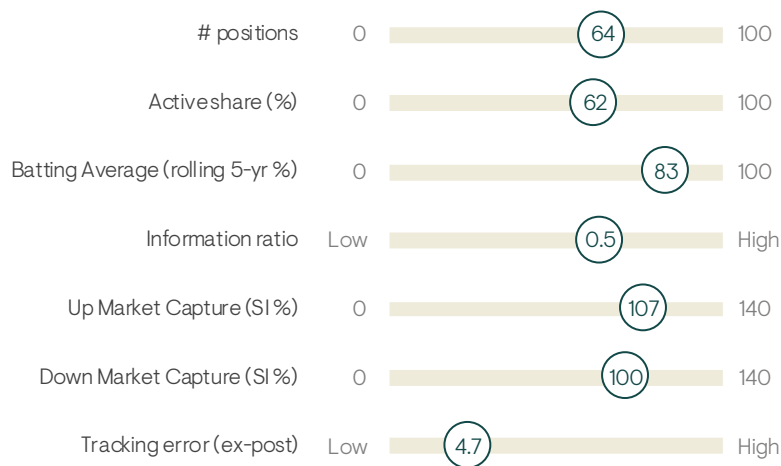 # positions 0 64 100
Active share (%) 0 62 100
Batting Average (rolling 5-yr %) 0 83 100
Information ratio Low 0.5 High
Up Market Capture (SI %) 0 107 140
Down Market Capture (SI %) 0 100 140
Tracking error (ex-post) Low 4.7 High